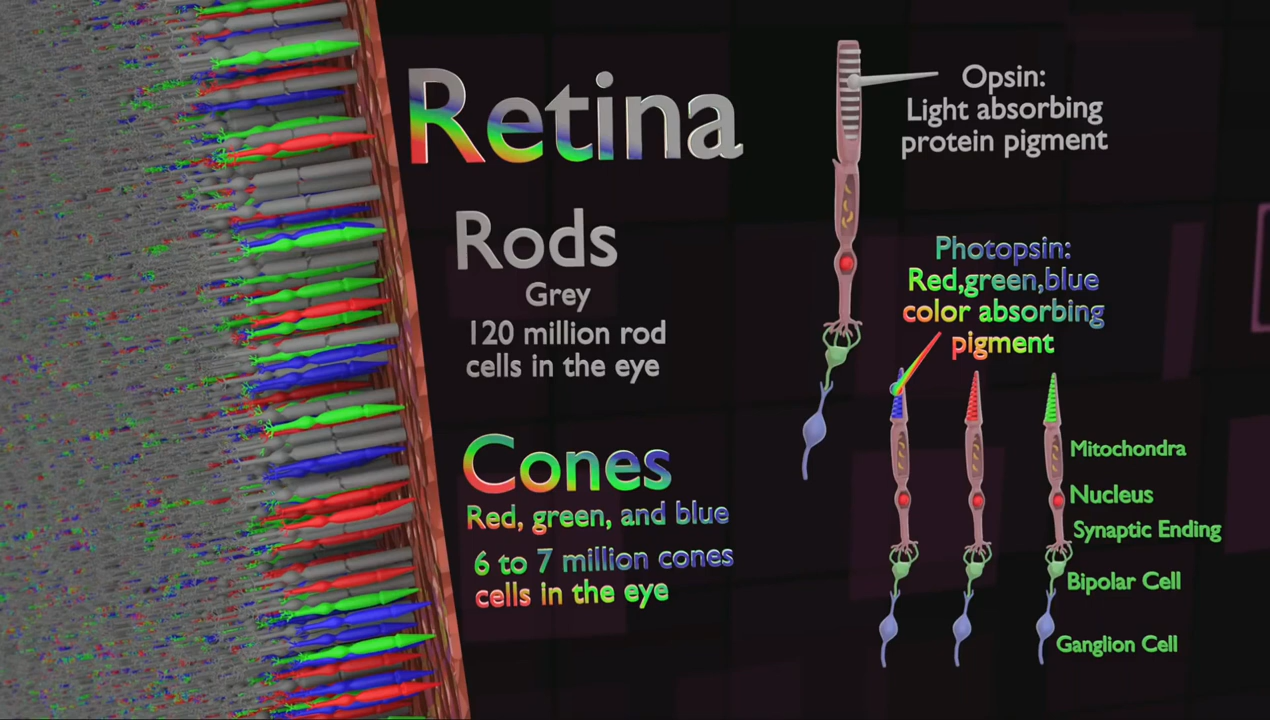 Retina
Rods
Grey
120 million rod
cells in the eye
Cones
Red, green, and blue
6 to 7 million cones
cells in the eye
Opsin:
Light absorbing
protein pigment
Photopsin:
Red,green,blue
color absorbing
pigment
Mitochondra
Nucleus
Synaptic Ending
Bipolar Cell
Ganglion Cell